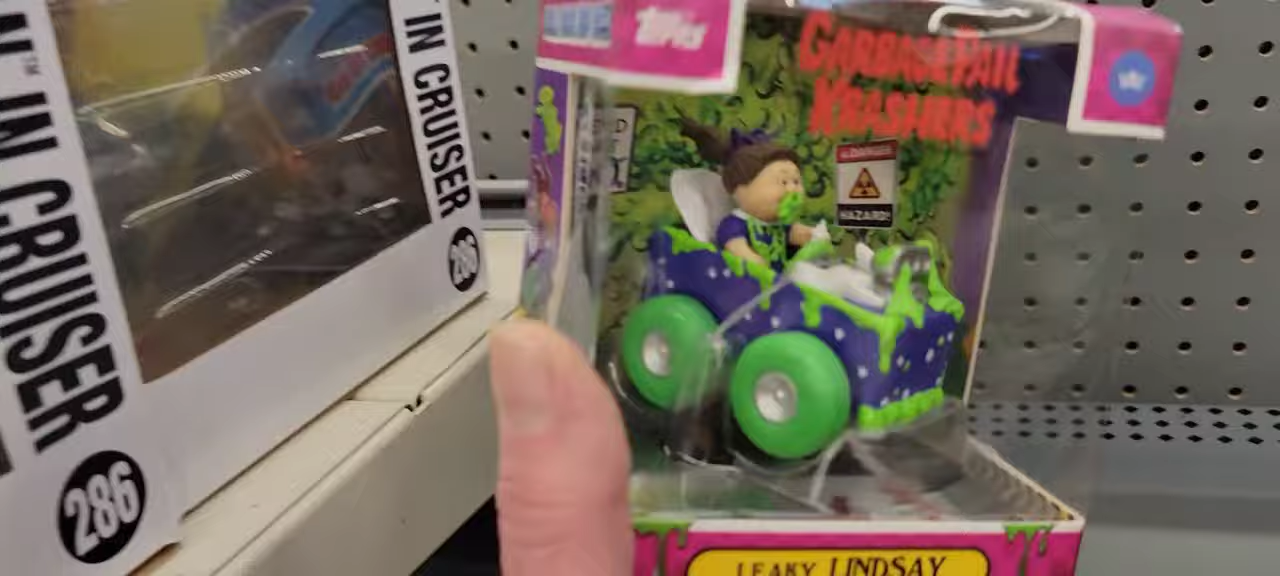 IN CRUISER
286
IN CRUISER
286
Topps
GARBAGE PAIL
KRASHERS
DANGER
HAZARD!
LEAKY LINDSAY